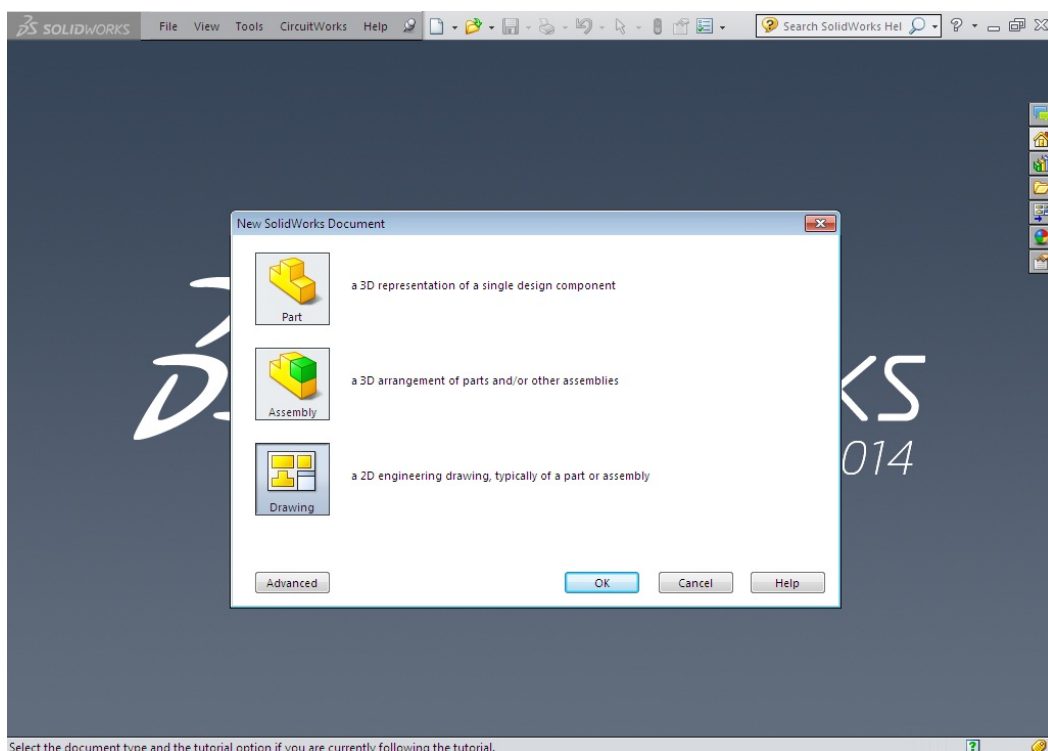 SOLIDWORKS File View Tools CircuitWorks Help Search SolidWorks Hel
New SolidWorks Document
a 3D representation of a single design component
Part
a 3D arrangement of parts and/or other assemblies
Assembly
KS
014
a 2D engineering drawing, typically of a part or assembly
Drawing
Advanced OK Cancel Help
Select the document type and the tutorial option if you are currently following the tutorial.